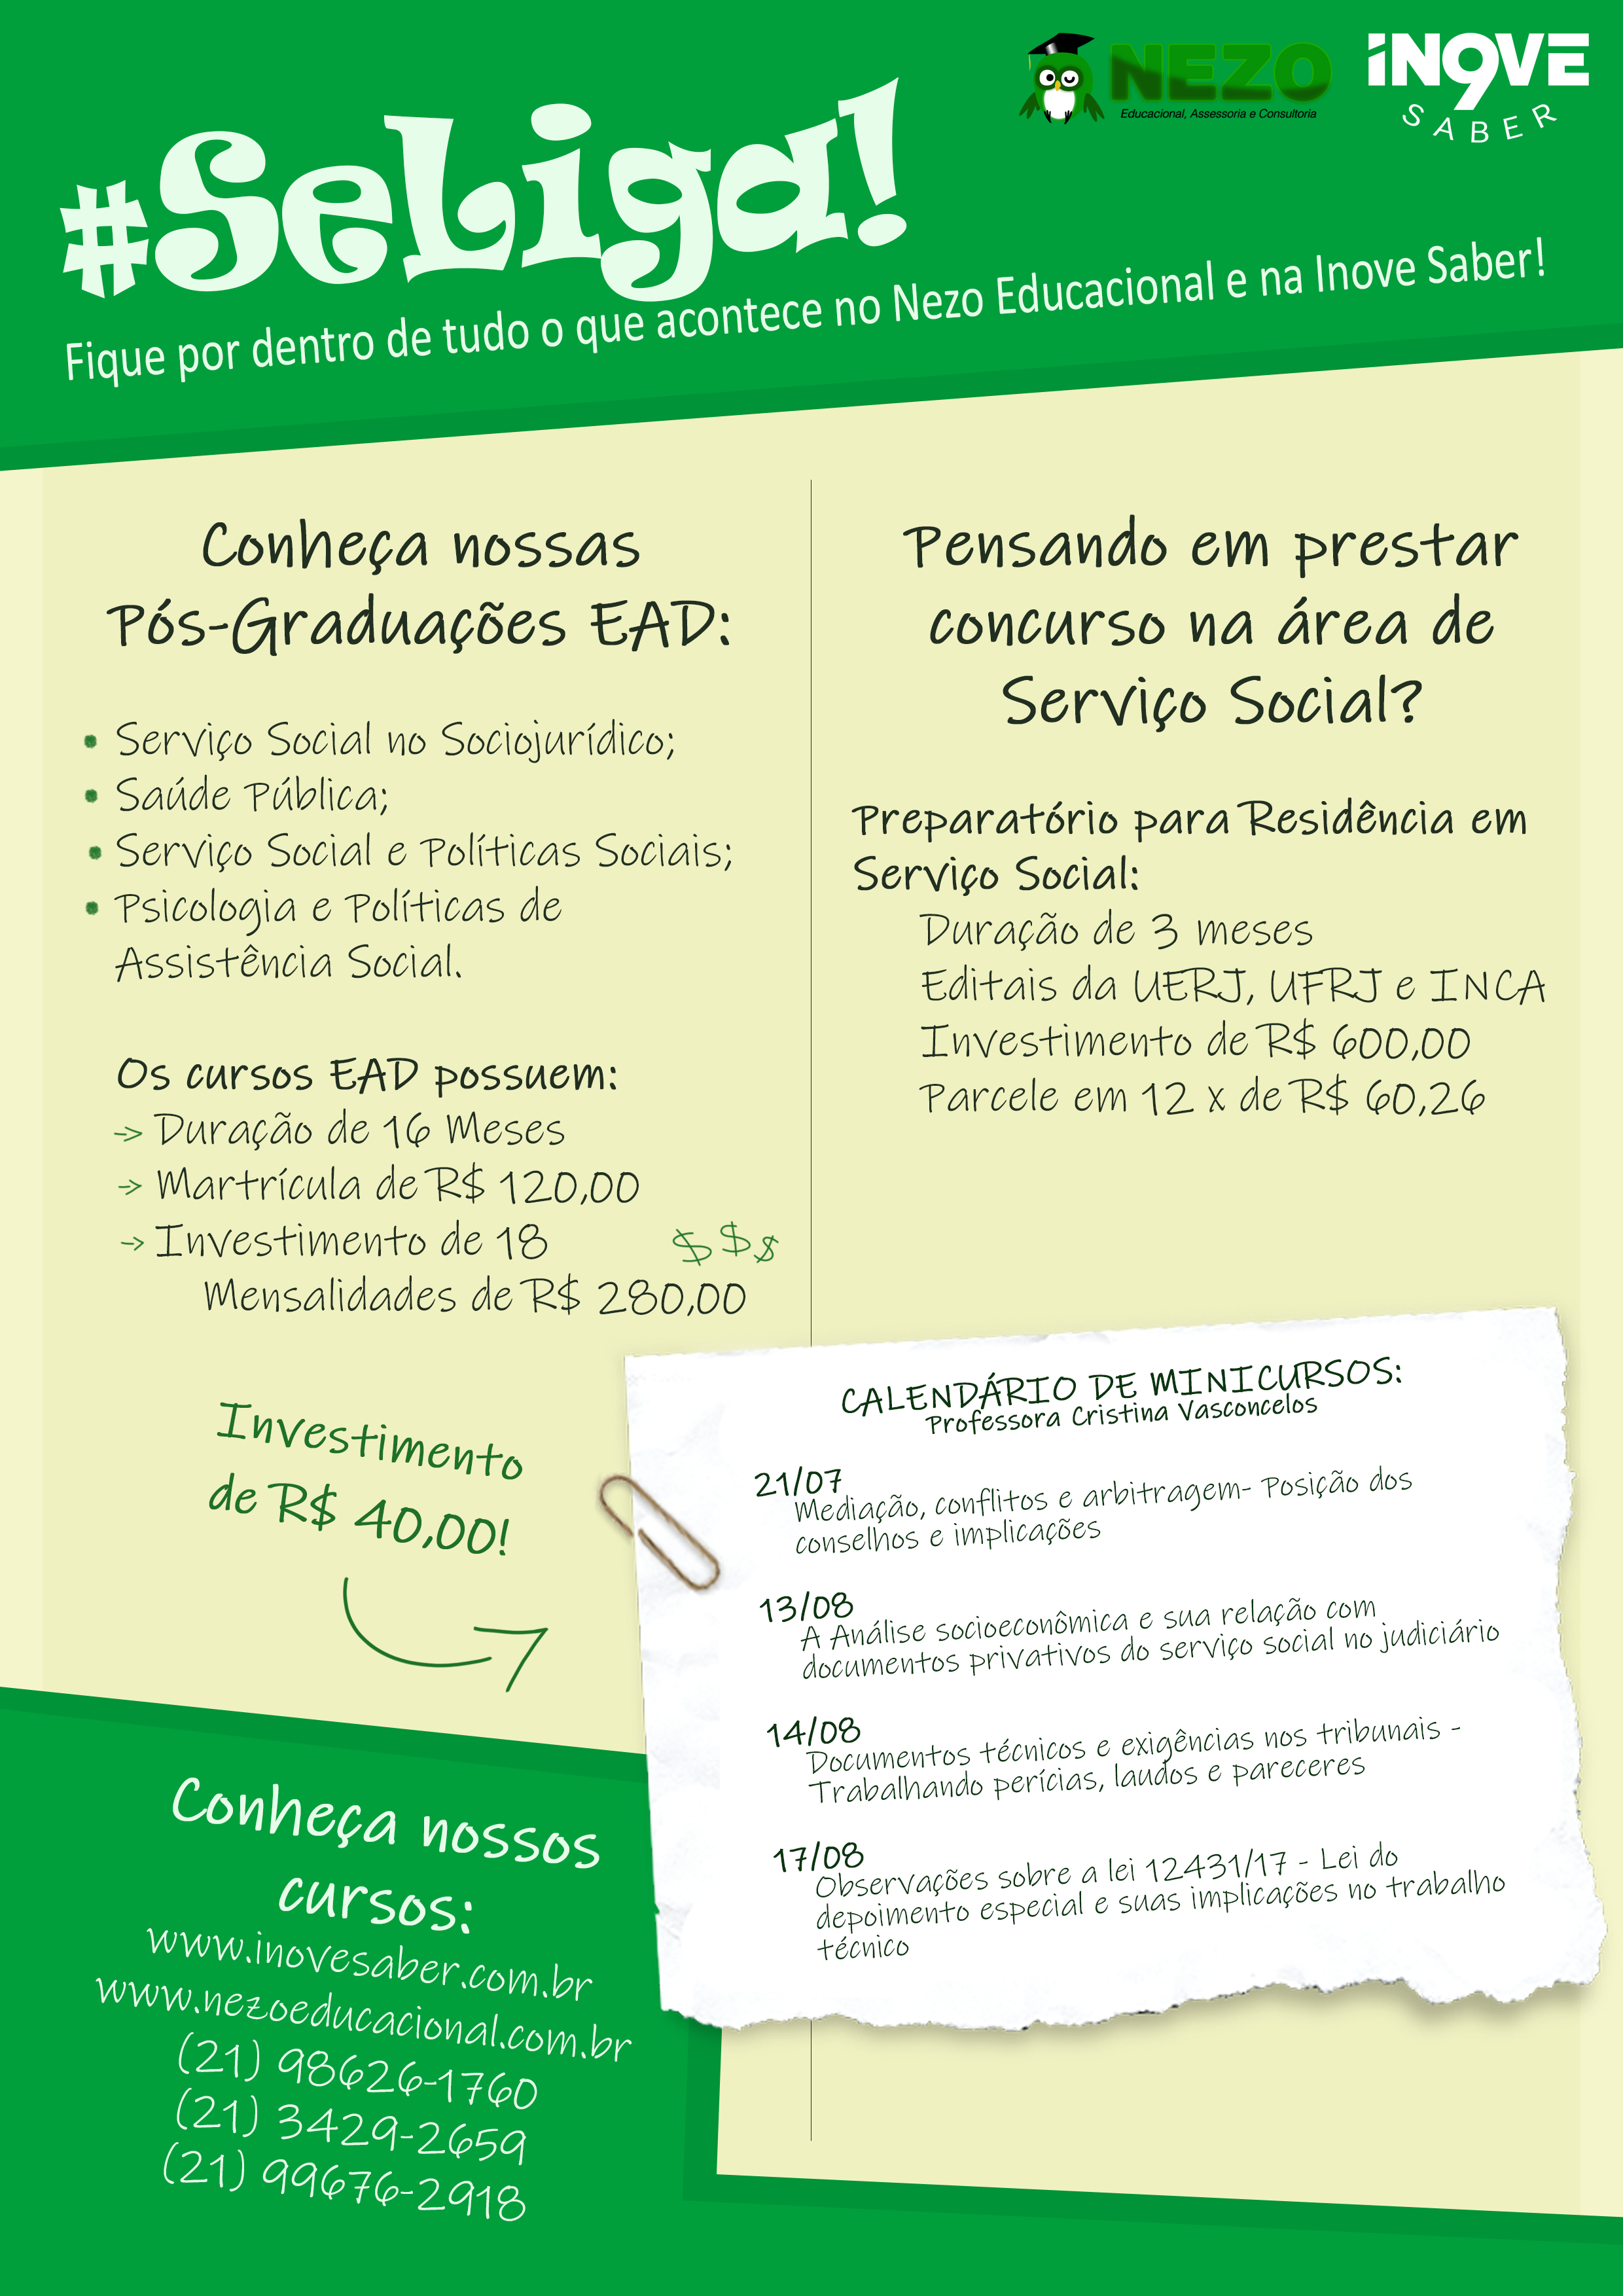 NEZO
Educacional, Assessoria e Consultoria
iN9VE
SABER
#SeLiga!
Fique por dentro de tudo o que acontece no Nezo Educacional e na Inove Saber!
Conheça nossas
Pós-Graduações EAD:
• Serviço Social no Sociojurídico;
• Saúde Pública;
• Serviço Social e Políticas Sociais;
• Psicologia e Políticas de
Assistência Social.
Os cursos EAD possuem:
-> Duração de 16 Meses
-> Martrícula de R$ 120,00
-> Investimento de 18
Mensalidades de R$ 280,00
$ $ $
Investimento
de R$ 40,00!
Pensando em prestar
concurso na área de
Serviço Social?
Preparatório para Residência em
Serviço Social:
Duração de 3 meses
Editais da UERJ, UFRJ e INCA
Investimento de R$ 600,00
Parcele em 12 x de R$ 60,26
CALENDÁRIO DE MINICURSOS:
Professora Cristina Vasconcelos
21/07
Mediação, conflitos e arbitragem- Posição dos
conselhos e implicações
13/08
A Análise socioeconômica e sua relação com
documentos privativos do serviço social no judiciário
14/08
Documentos técnicos e exigências nos tribunais -
Trabalhando perícias, laudos e pareceres
17/08
Observações sobre a lei 12431/17 - Lei do
depoimento especial e suas implicações no trabalho
técnico
Conheça nossos
cursos:
www.inovesaber.com.br
www.nezoeducacional.com.br
(21) 98626-1760
(21) 3429-2659
(21) 99676-2918